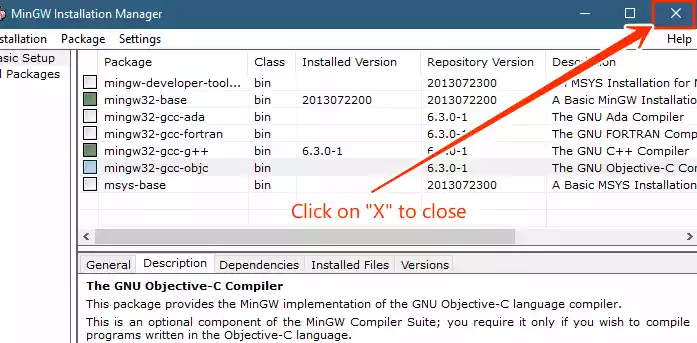 MinGW Installation Manager
stallation Package Settings Help
asic Setup
l Packages
Package Class Installed Version Repository Version Description
mingw-developer-tool... bin 2013072300 MSYS Installation for M
mingw32-base bin 2013072200 2013072200 A Basic MinGW Installatio
mingw32-gcc-ada bin 6.3.0-1 The GNU Ada Compiler
mingw32-gcc-fortran bin 6.3.0-1 The GNU FORTRAN Comp
mingw32-gcc-g++ bin 6.3.0-1 6.3.0-1 The GNU C++ Compiler
mingw32-gcc-objc bin 6.3.0-1 The GNU Objective-C Com
msys-base bin 2013072300 A Basic MSYS Installation
Click on "X" to close
General Description Dependencies Installed Files Versions
The GNU Objective-C Compiler
This package provides the MinGW implementation of the GNU Objective-C language compiler.
This is an optional component of the MinGW Compiler Suite; you require it only if you wish to compile
programs written in the Objective-C language.